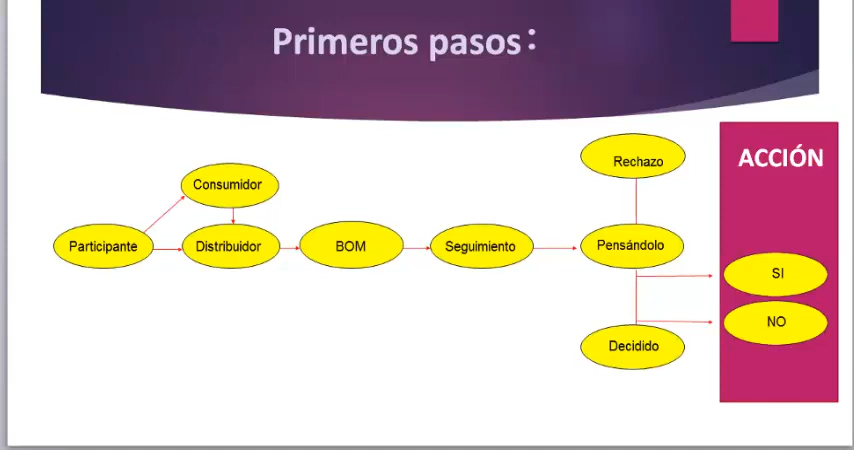 Primeros pasos:
ACCIÓN
Rechazo
Consumidor
Participante
Distribuidor
BOM
Seguimiento
Pensándolo
SI
NO
Decidido